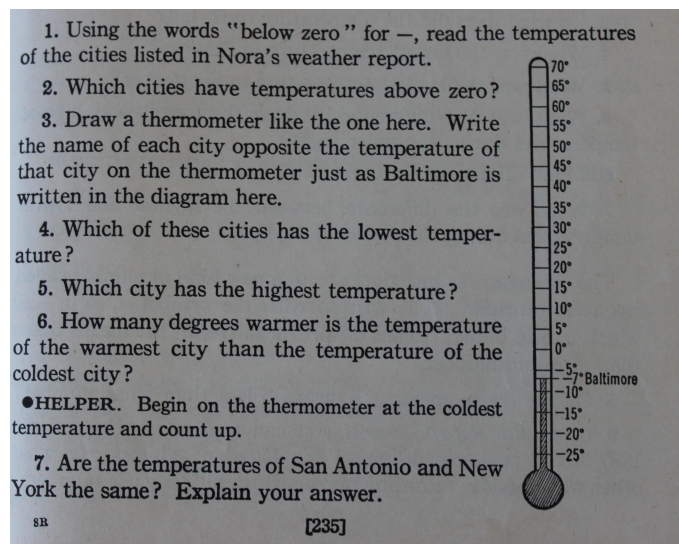 1. Using the words "below zero" for –, read the temperatures
of the cities listed in Nora's weather report.
2. Which cities have temperatures above zero?
3. Draw a thermometer like the one here. Write
the name of each city opposite the temperature of
that city on the thermometer just as Baltimore is
written in the diagram here.
4. Which of these cities has the lowest temper-
ature?
5. Which city has the highest temperature?
6. How many degrees warmer is the temperature
of the warmest city than the temperature of the
coldest city?
●HELPER. Begin on the thermometer at the coldest
temperature and count up.
7. Are the temperatures of San Antonio and New
York the same? Explain your answer.
70°
65°
60°
55°
50°
45°
40°
35°
30°
25°
20°
15°
10°
5°
0°
–5°
–7° Baltimore
–10°
–15°
–20°
–25°
8R
[235]